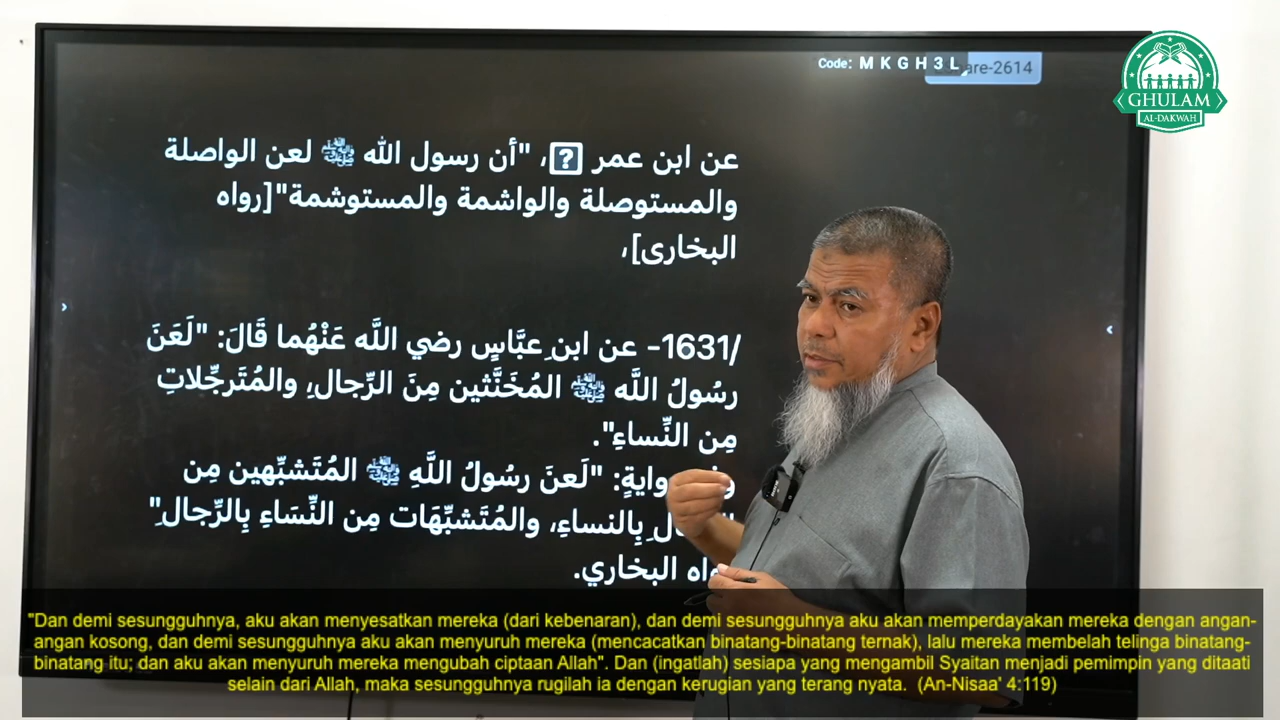 Code: M K G H 3 L
are-2614
GHULAM
AL-DAKWAH
عن ابن عمر ?، "أن رسول الله ﷺ لعن الواصلة
والمستوصلة والواشمة والمستوشمة"[رواه
البخارى]،
1631/- عن ابنِ عبَّاسٍ رضي اللَّه عَنْهُما قَالَ: "لَعَنَ
رسُولُ اللَّه ﷺ المُخَنَّثين مِنَ الرِّجالِ، والمُتَرجِّلاتِ
مِن النِّساءِ".
وايةٍ: "لَعنَ رسُولُ اللَّهِ ﷺ المُتَشبِّهين مِن
بِالنساءِ، والمُتَشبِّهَات مِن النِّسَاءِ بِالرِّجالِ"
البخاري.
"Dan demi sesungguhnya, aku akan menyesatkan mereka (dari kebenaran), dan demi sesungguhnya aku akan memperdayakan mereka dengan angan-
angan kosong, dan demi sesungguhnya aku akan menyuruh mereka (mencacatkan binatang-binatang ternak), lalu mereka membelah telinga binatang-
binatang itu; dan aku akan menyuruh mereka mengubah ciptaan Allah". Dan (ingatlah) sesiapa yang mengambil Syaitan menjadi pemimpin yang ditaati
selain dari Allah, maka sesungguhnya rugilah ia dengan kerugian yang terang nyata. (An-Nisaa' 4:119)